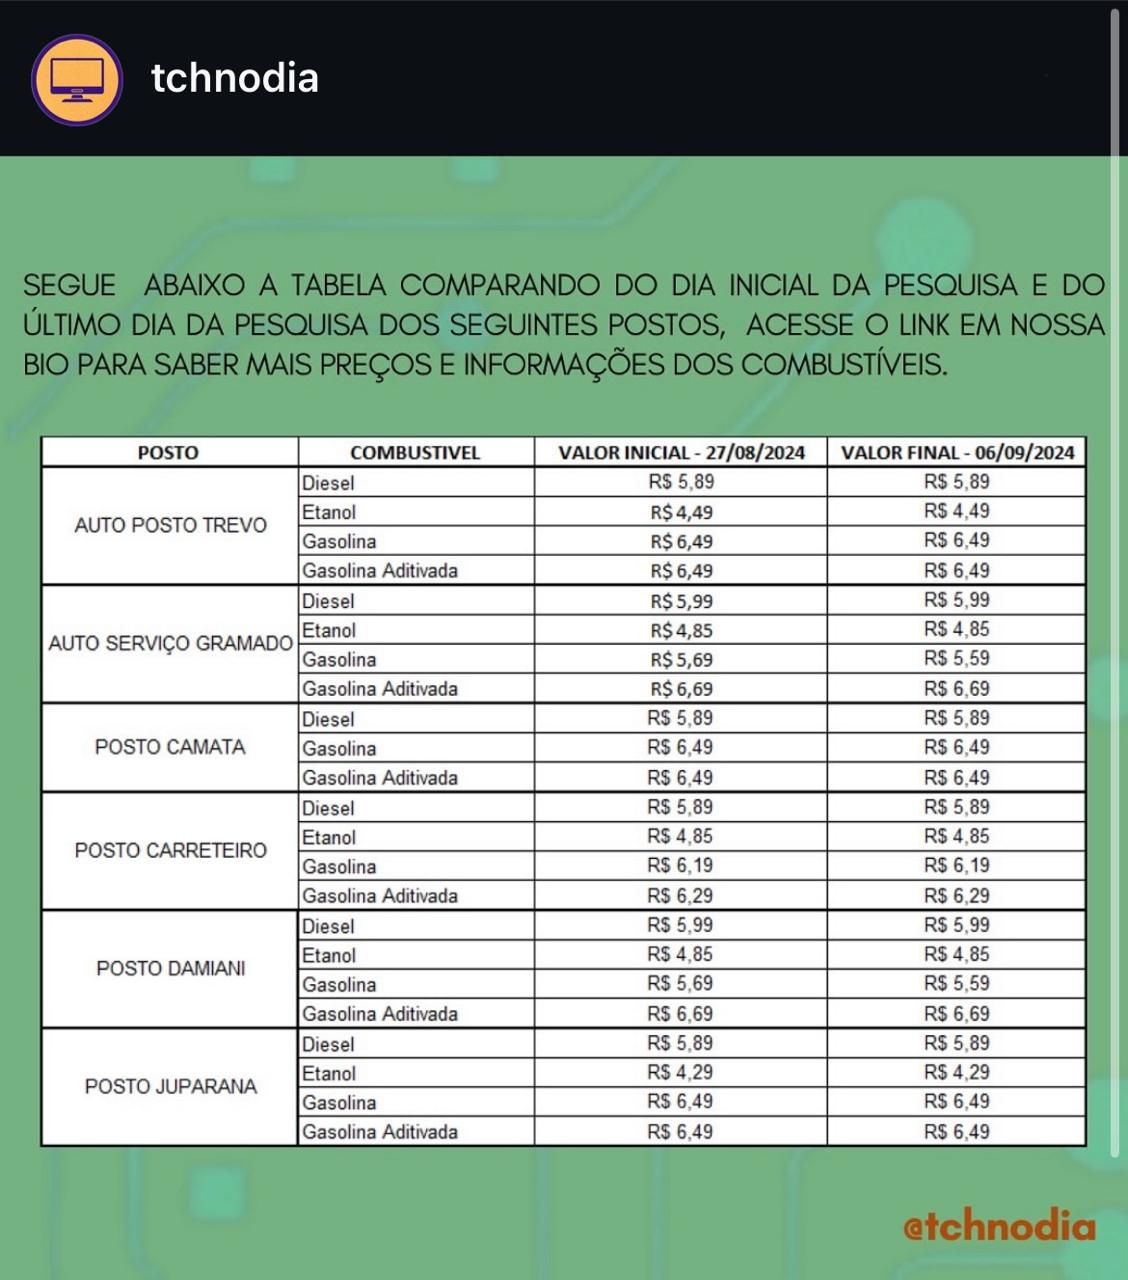 tchnodia
SEGUE ABAIXO A TABELA COMPARANDO DO DIA INICIAL DA PESQUISA E DO
ÚLTIMO DIA DA PESQUISA DOS SEGUINTES POSTOS, ACESSE O LINK EM NOSSA
BIO PARA SABER MAIS PREÇOS E INFORMAÇÕES DOS COMBUSTÍVEIS.
POSTO COMBUSTIVEL VALOR INICIAL - 27/08/2024 VALOR FINAL - 06/09/2024
AUTO POSTO TREVO
Diesel R$ 5,89 R$ 5,89
Etanol R$ 4,49 R$ 4,49
Gasolina R$ 6,49 R$ 6,49
Gasolina Aditivada R$ 6,49 R$ 6,49
AUTO SERVIÇO GRAMADO
Diesel R$ 5,99 R$ 5,99
Etanol R$ 4,85 R$ 4,85
Gasolina R$ 5,69 R$ 5,59
Gasolina Aditivada R$ 6,69 R$ 6,69
POSTO CAMATA
Diesel R$ 5,89 R$ 5,89
Gasolina R$ 6,49 R$ 6,49
Gasolina Aditivada R$ 6,49 R$ 6,49
POSTO CARRETEIRO
Diesel R$ 5,89 R$ 5,89
Etanol R$ 4,85 R$ 4,85
Gasolina R$ 6,19 R$ 6,19
Gasolina Aditivada R$ 6,29 R$ 6,29
POSTO DAMIANI
Diesel R$ 5,99 R$ 5,99
Etanol R$ 4,85 R$ 4,85
Gasolina R$ 5,69 R$ 5,59
Gasolina Aditivada R$ 6,69 R$ 6,69
POSTO JUPARANA
Diesel R$ 5,89 R$ 5,89
Etanol R$ 4,29 R$ 4,29
Gasolina R$ 6,49 R$ 6,49
Gasolina Aditivada R$ 6,49 R$ 6,49
@tchnodia